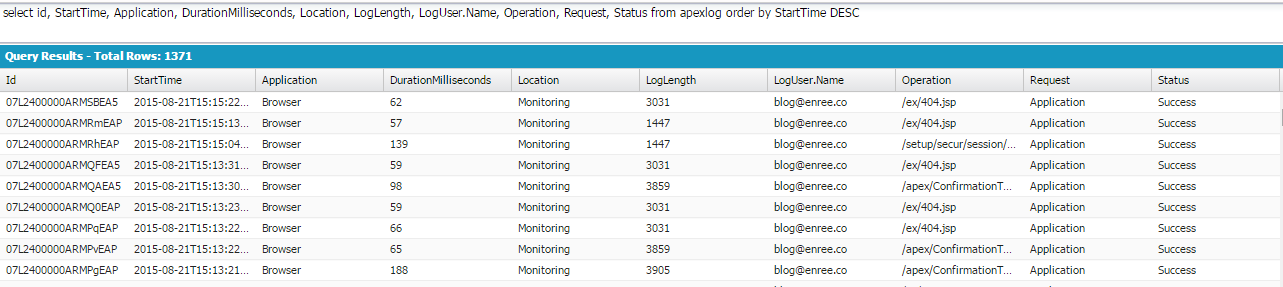 select id, StartTime, Application, DurationMilliseconds, Location, LogLength, LogUser.Name, Operation, Request, Status from apexlog order by StartTime DESC
Query Results - Total Rows: 1371
Id StartTime Application DurationMilliseconds Location LogLength LogUser.Name Operation Request Status
07L2400000ARMSBEA5 2015-08-21T15:15:22... Browser 62 Monitoring 3031 blog@enree.co /ex/404.jsp Application Success
07L2400000ARMRmEAP 2015-08-21T15:15:13... Browser 57 Monitoring 1447 blog@enree.co /ex/404.jsp Application Success
07L2400000ARMRhEAP 2015-08-21T15:15:04... Browser 139 Monitoring 1447 blog@enree.co /setup/secur/session/... Application Success
07L2400000ARMQFEA5 2015-08-21T15:13:31... Browser 59 Monitoring 3031 blog@enree.co /ex/404.jsp Application Success
07L2400000ARMQAEA5 2015-08-21T15:13:30... Browser 98 Monitoring 3859 blog@enree.co /apex/ConfirmationT... Application Success
07L2400000ARMQ0EAP 2015-08-21T15:13:23... Browser 59 Monitoring 3031 blog@enree.co /ex/404.jsp Application Success
07L2400000ARMPqEAP 2015-08-21T15:13:22... Browser 66 Monitoring 3031 blog@enree.co /ex/404.jsp Application Success
07L2400000ARMPvEAP 2015-08-21T15:13:22... Browser 65 Monitoring 3859 blog@enree.co /apex/ConfirmationT... Application Success
07L2400000ARMPgEAP 2015-08-21T15:13:21... Browser 188 Monitoring 3905 blog@enree.co /apex/ConfirmationT... Application Success